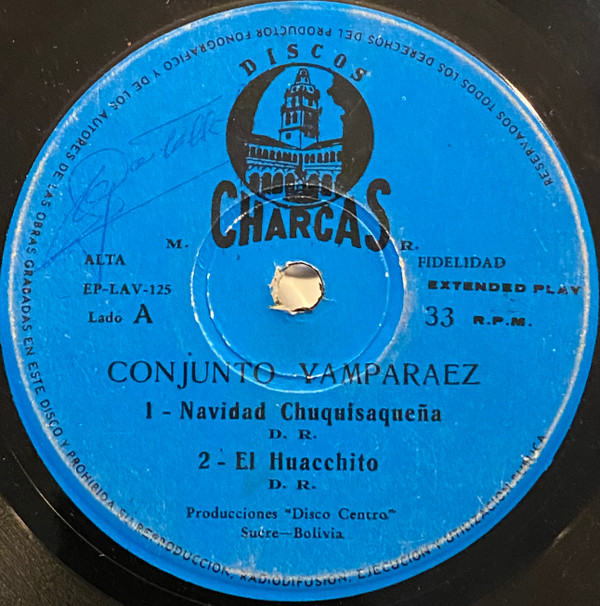 DISCOS
CHARCAS
M. R.
ALTA FIDELIDAD
EP-LAV-125 EXTENDED PLAY
Lado A 33 R.P.M.
CONJUNTO YAMPARAEZ
1 - Navidad Chuquisaqueña
D. R.
2 - El Huacchito
D. R.
Producciones "Disco Centro"
Sucre—Bolivia
RESERVADOS TODOS LOS DERECHOS DEL PRODUCTOR FONOGRAFICO Y DE LOS AUTORES DE LAS OBRAS GRABADAS EN ESTE DISCO Y PROHIBIDA SU REPRODUCCION, RADIODIFUSION, EJECUCION Y UTILIZACION PUBLICA